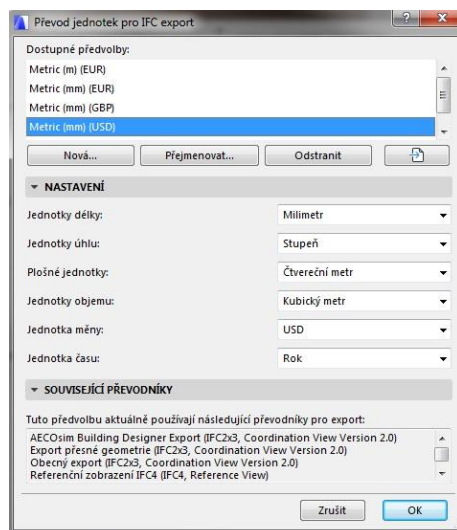 Převod jednotek pro IFC export
Dostupné předvolby:
Metric (m) (EUR)
Metric (mm) (EUR)
Metric (mm) (GBP)
Metric (mm) (USD)
Nová... Přejmenovat... Odstranit
NASTAVENÍ
Jednotky délky: Milimetr
Jednotky úhlu: Stupeň
Plošné jednotky: Čtvereční metr
Jednotky objemu: Kubický metr
Jednotka měny: USD
Jednotka času: Rok
SOUVISEJÍCÍ PŘEVODNÍKY
Tuto předvolbu aktuálně používají následující převodníky pro export:
AECOsim Building Designer Export (IFC2x3, Coordination View Version 2.0)
Export přesné geometrie (IFC2x3, Coordination View Version 2.0)
Obecný export (IFC2x3, Coordination View Version 2.0)
Referenční zobrazení IFC4 (IFC4, Reference View)
Zrušit OK